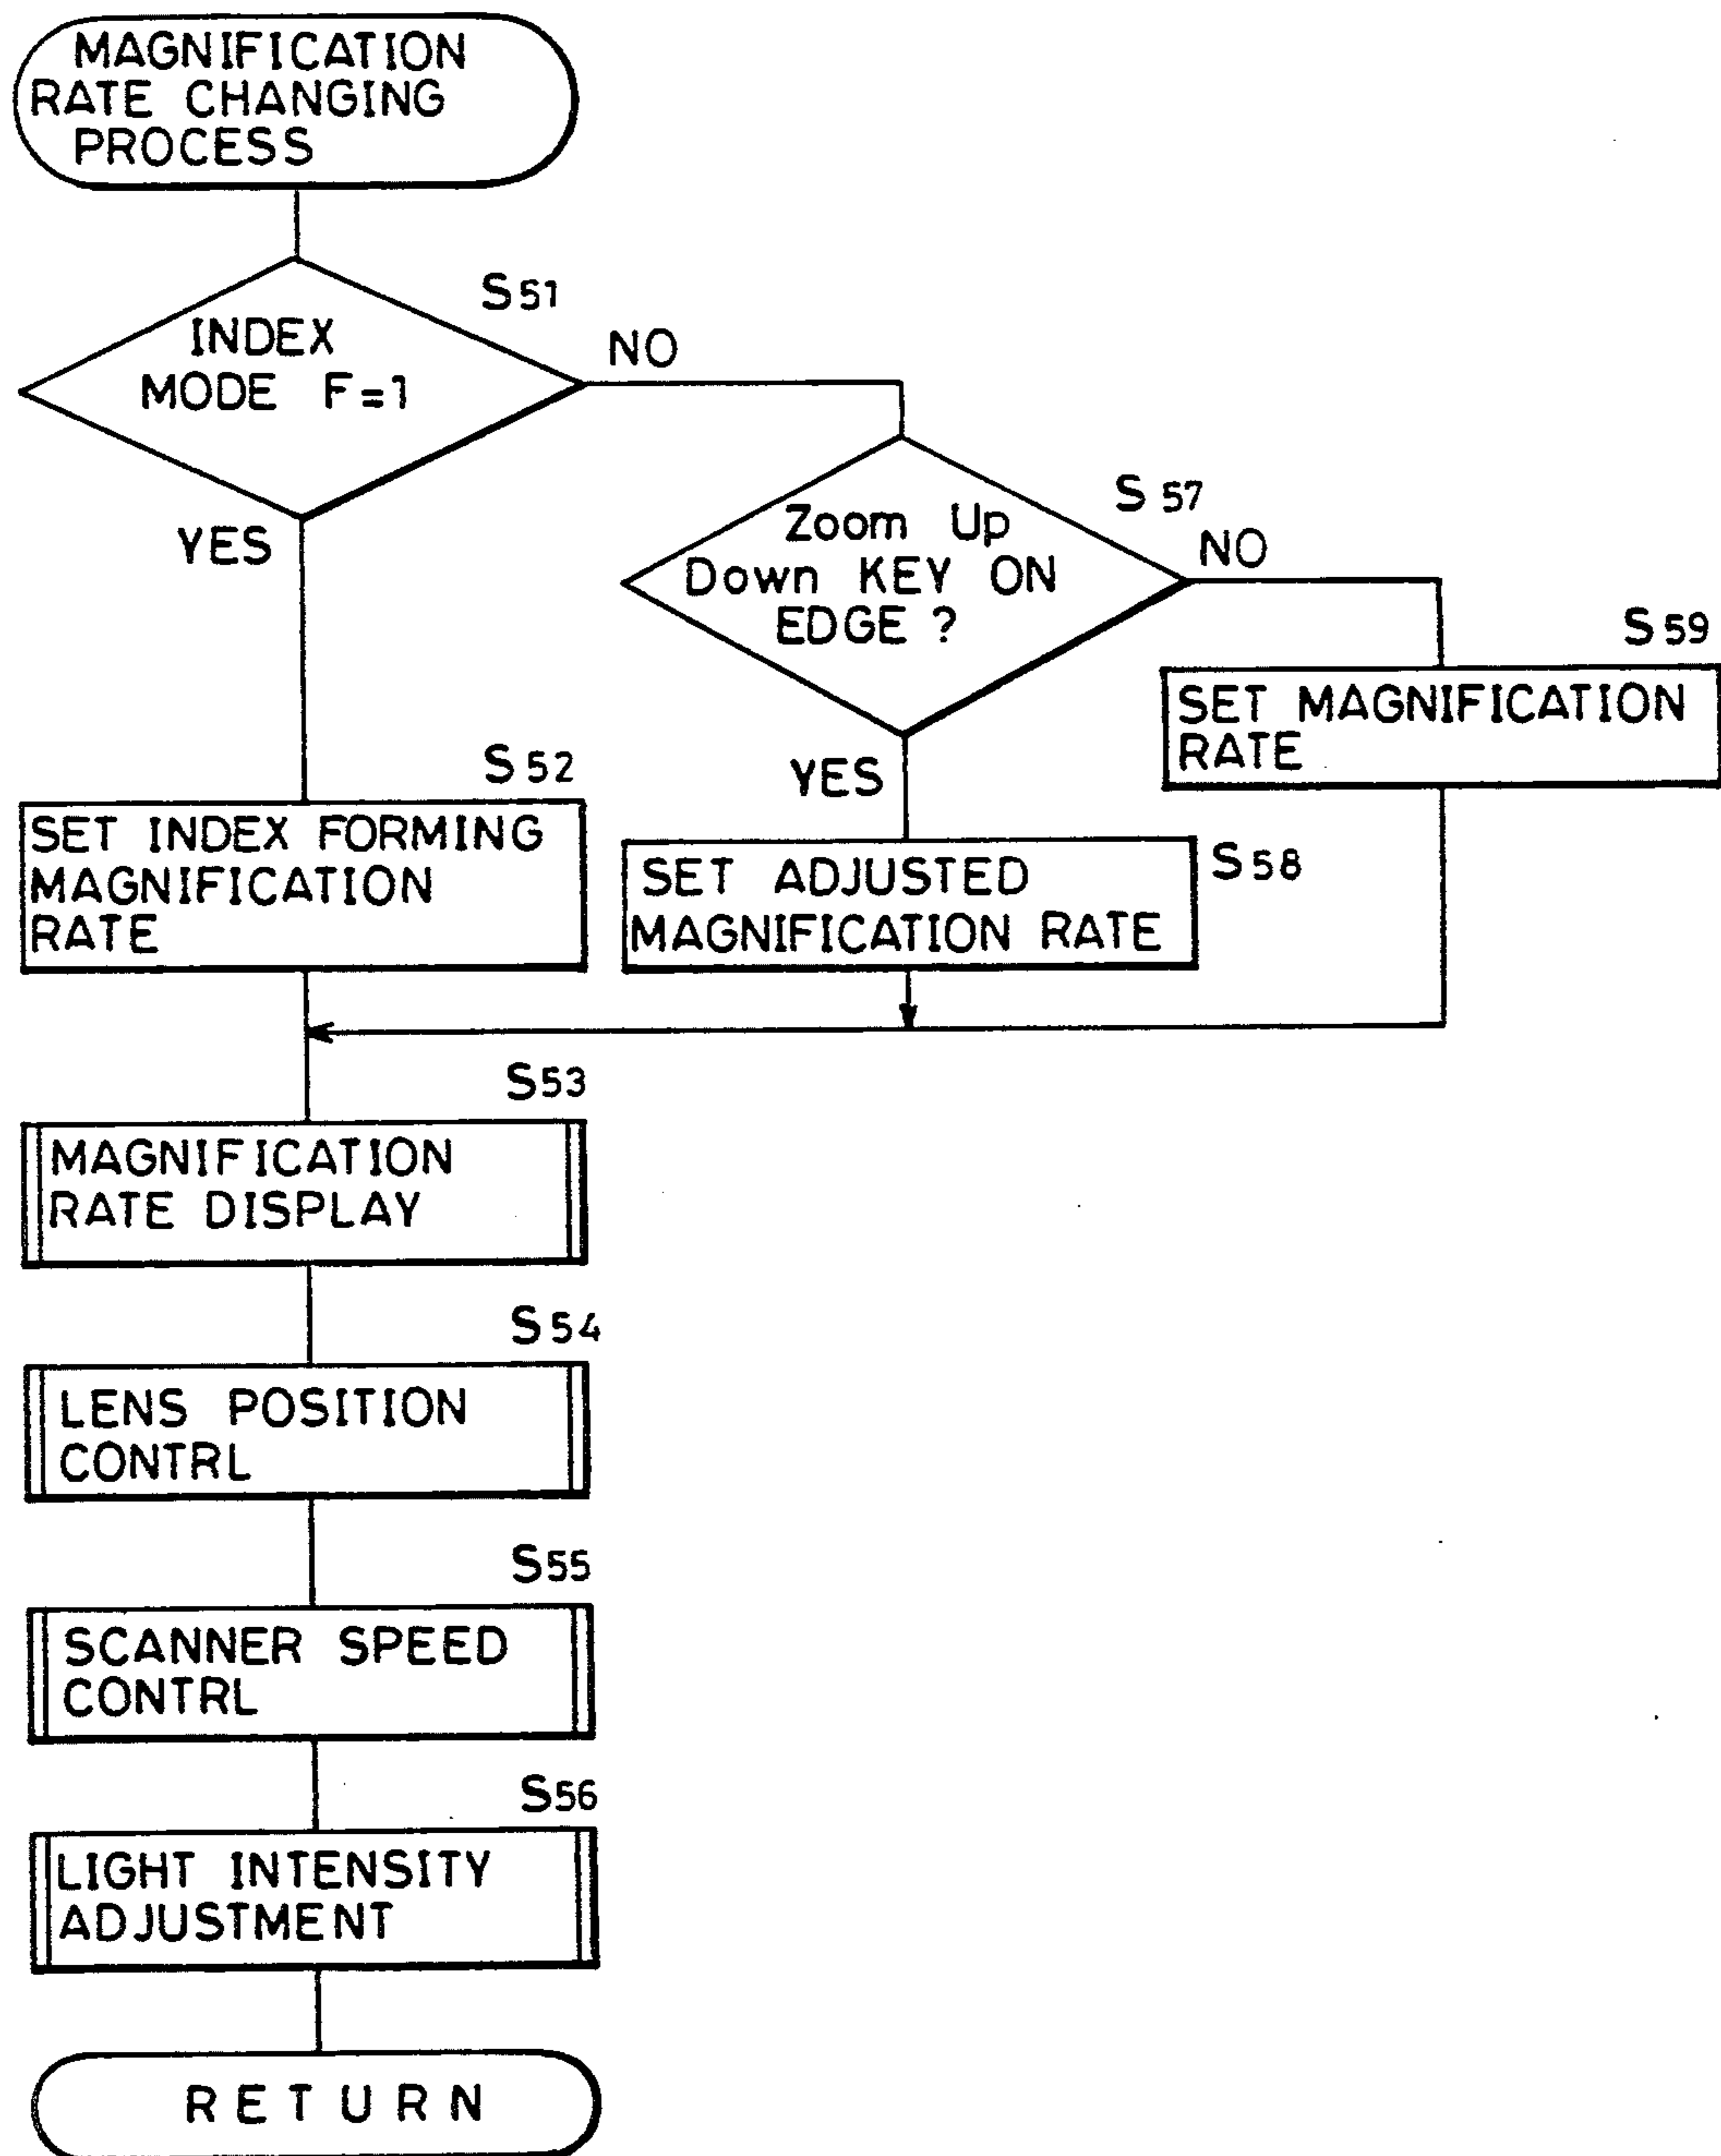 MAGNIFICATION
RATE CHANGING
PROCESS
S51
INDEX
MODE F=1
NO
YES
S57
Zoom Up
Down KEY ON
EDGE ?
NO
YES
S59
SET MAGNIFICATION
RATE
S52
SET INDEX FORMING
MAGNIFICATION
RATE
S58
SET ADJUSTED
MAGNIFICATION RATE
S53
MAGNIFICATION
RATE DISPLAY
S54
LENS POSITION
CONTRL
S55
SCANNER SPEED
CONTRL
S56
LIGHT INTENSITY
ADJUSTMENT
RETURN